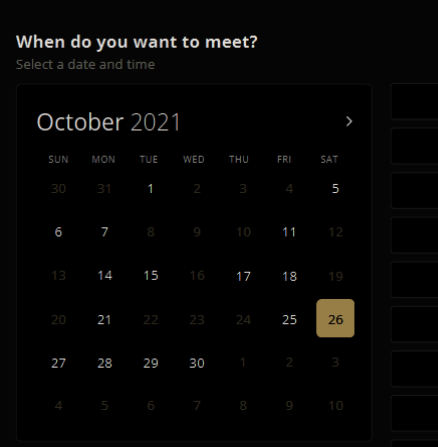 When do you want to meet?
Select a date and time
October 2021 >
SUN MON TUE WED THU FRI SAT
30 31 1 2 3 4 5
6 7 8 9 10 11 12
13 14 15 16 17 18 19
20 21 22 23 24 25 26
27 28 29 30 1 2 3
4 5 6 7 8 9 10